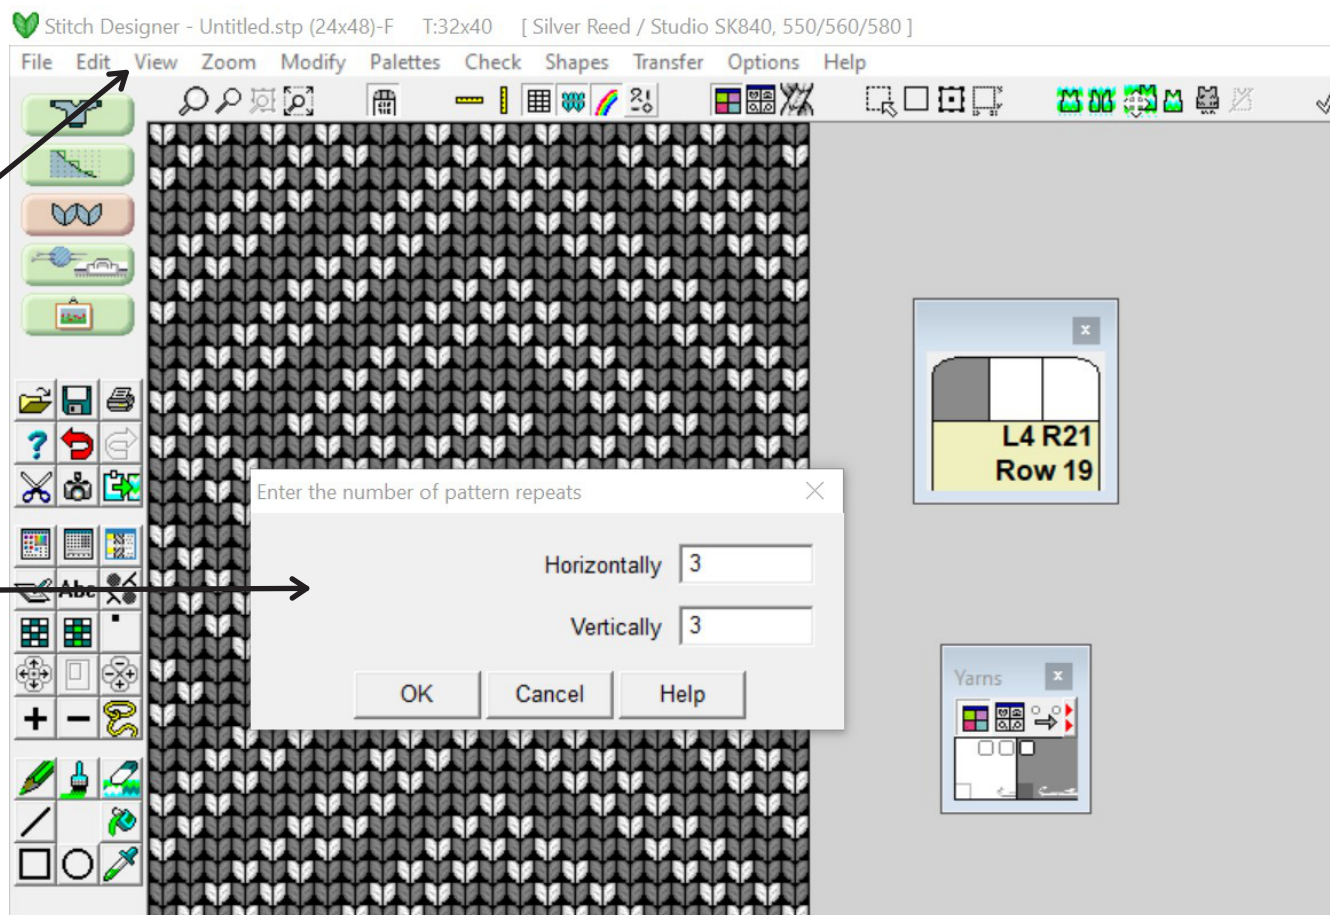 Stitch Designer - Untitled.stp (24x48)-F T:32x40 [ Silver Reed / Studio SK840, 550/560/580 ]
File Edit View Zoom Modify Palettes Check Shapes Transfer Options Help
L4 R21
Row 19
?
Abc
Enter the number of pattern repeats
Horizontally 3
Vertically 3
OK Cancel Help
Yarns